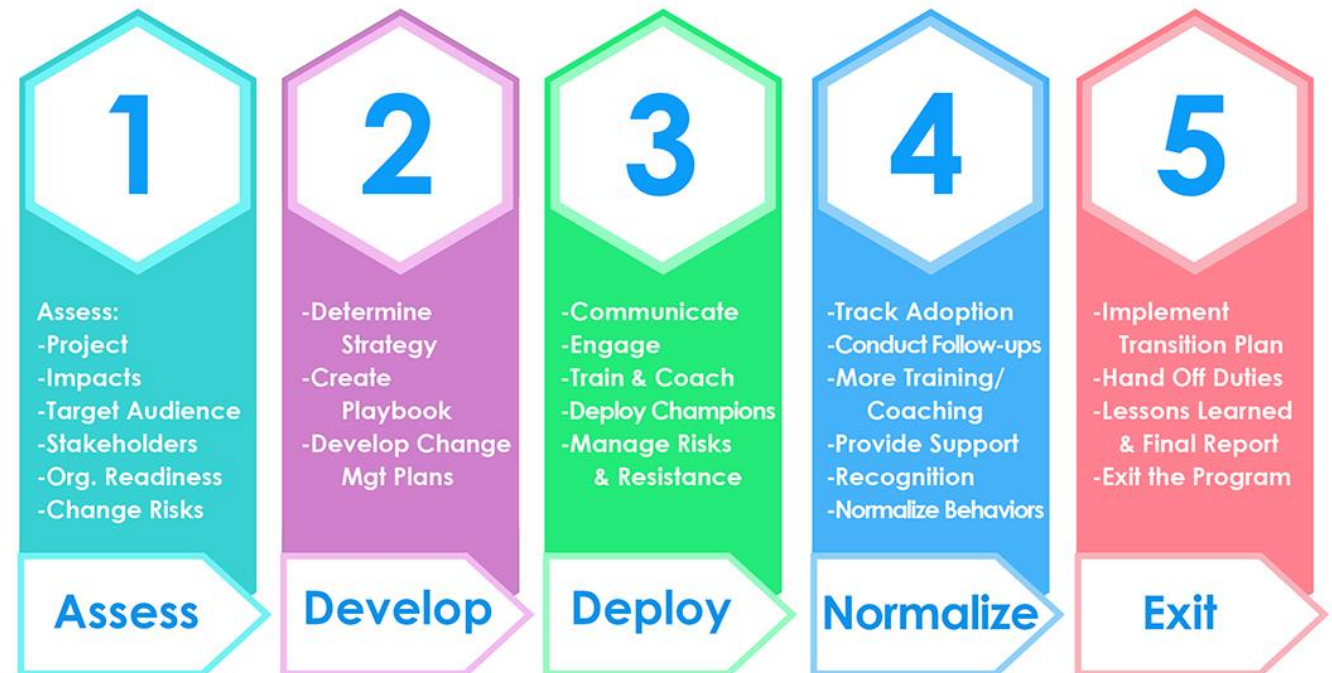 1
Assess:
-Project
-Impacts
-Target Audience
-Stakeholders
-Org. Readiness
-Change Risks
Assess
2
-Determine
Strategy
-Create
Playbook
-Develop Change
Mgt Plans
Develop
3
-Communicate
-Engage
-Train & Coach
-Deploy Champions
-Manage Risks
& Resistance
Deploy
4
-Track Adoption
-Conduct Follow-ups
-More Training/
Coaching
-Provide Support
-Recognition
-Normalize Behaviors
Normalize
5
-Implement
Transition Plan
-Hand Off Duties
-Lessons Learned
& Final Report
-Exit the Program
Exit